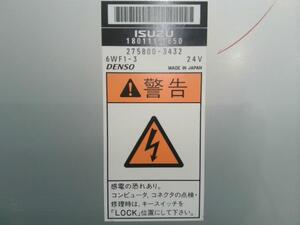 ISUZU
275800-3432
6WF1-3 24V
DENSO MADE IN JAPAN
警告
感電の恐れあり。
コンピュータ、コネクタの点検・
修理時は、キースイッチを
「LOCK」位置にして下さい。